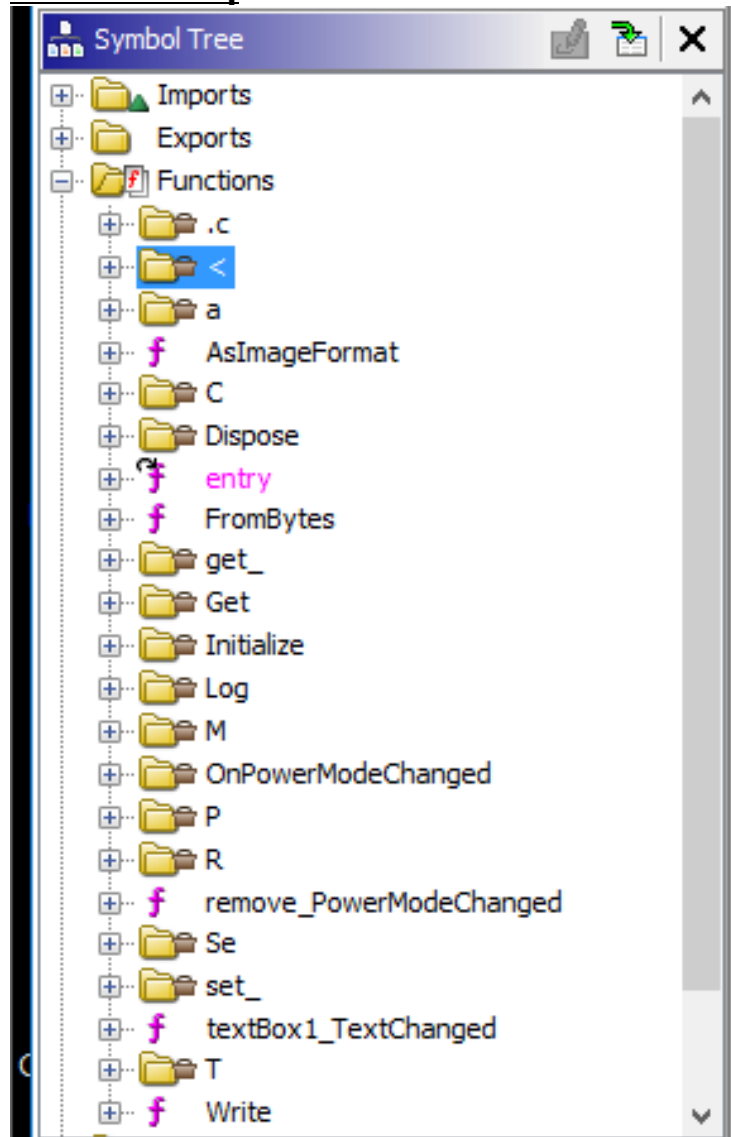 Symbol Tree
Imports
Exports
Functions
.c
<
a
AsImageFormat
C
Dispose
entry
FromBytes
get_
Get
Initialize
Log
M
OnPowerModeChanged
P
R
remove_PowerModeChanged
Se
set_
textBox1_TextChanged
T
Write